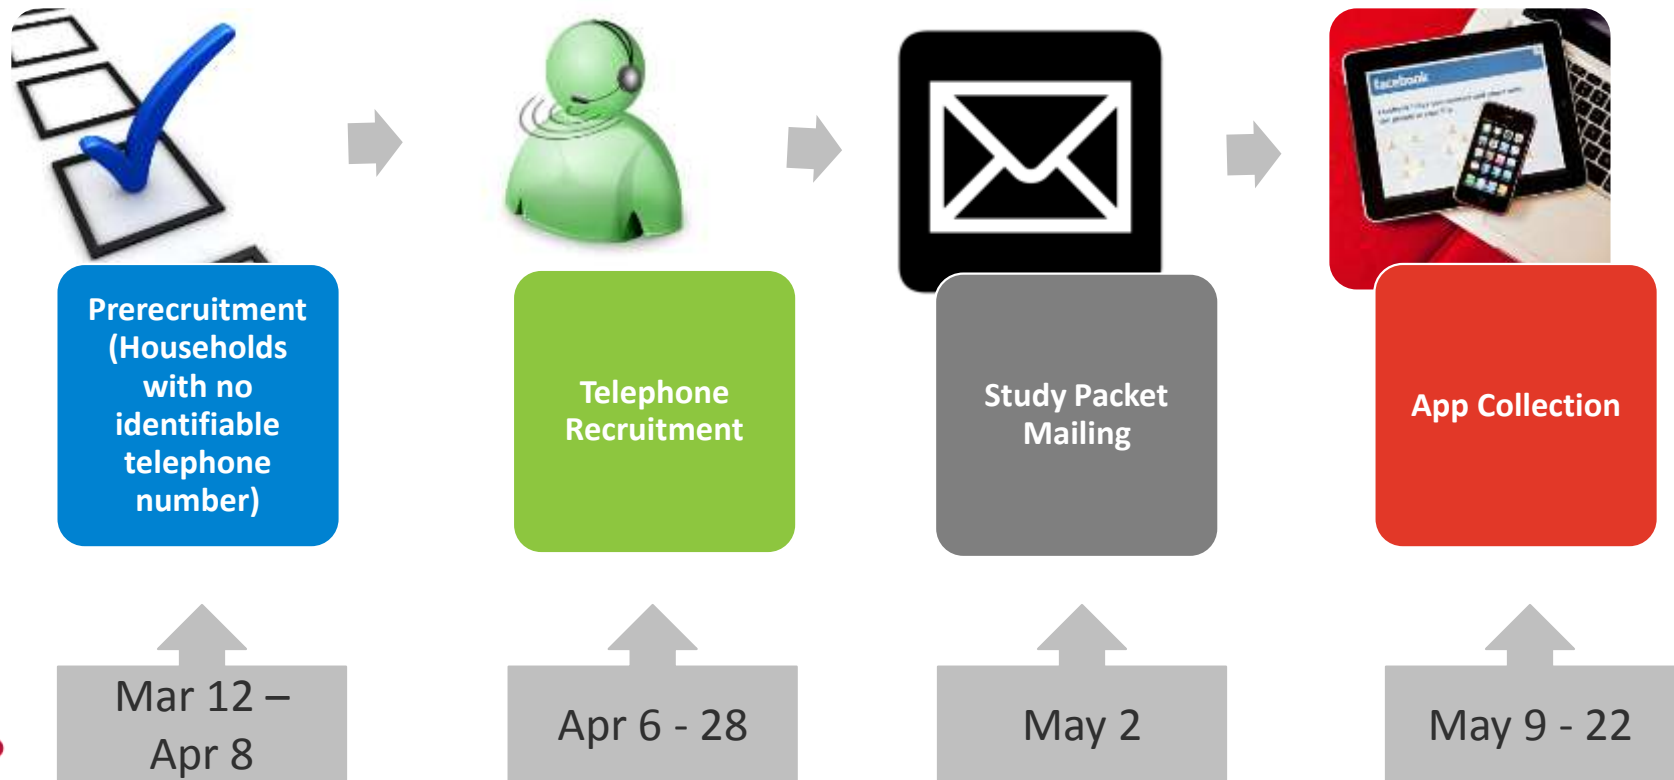 facebook
Prerecruitment
(Households
with no
identifiable
telephone
number)
Telephone
Recruitment
Study Packet
Mailing
App Collection
Mar 12 –
Apr 8
Apr 6 - 28
May 2
May 9 - 22